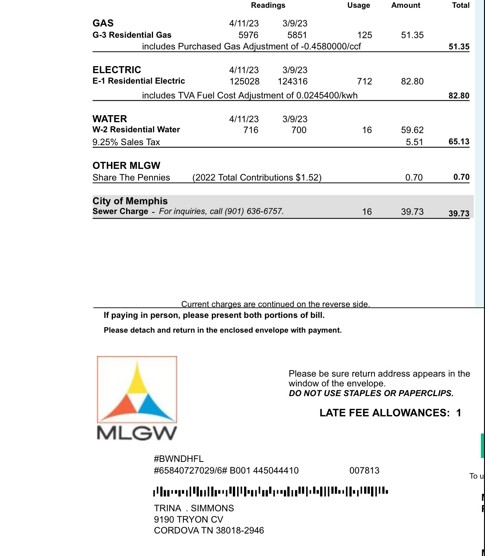 Readings Usage Amount Total
GAS 4/11/23 3/9/23
G-3 Residential Gas 5976 5851 125 51.35
includes Purchased Gas Adjustment of -0.4580000/ccf 51.35
ELECTRIC 4/11/23 3/9/23
E-1 Residential Electric 125028 124316 712 82.80
includes TVA Fuel Cost Adjustment of 0.0245400/kwh 82.80
WATER 4/11/23 3/9/23
W-2 Residential Water 716 700 16 59.62
9.25% Sales Tax 5.51 65.13
OTHER MLGW
Share The Pennies (2022 Total Contributions $1.52) 0.70 0.70
City of Memphis
Sewer Charge - For inquiries, call (901) 636-6757. 16 39.73 39.73
Current charges are continued on the reverse side.
If paying in person, please present both portions of bill.
Please detach and return in the enclosed envelope with payment.
Please be sure return address appears in the
window of the envelope.
DO NOT USE STAPLES OR PAPERCLIPS.
LATE FEE ALLOWANCES: 1
MLGW
#BWNDHFL
#65840727029/6# B001 445044410 007813
To u
TRINA . SIMMONS
9190 TRYON CV
CORDOVA TN 38018-2946